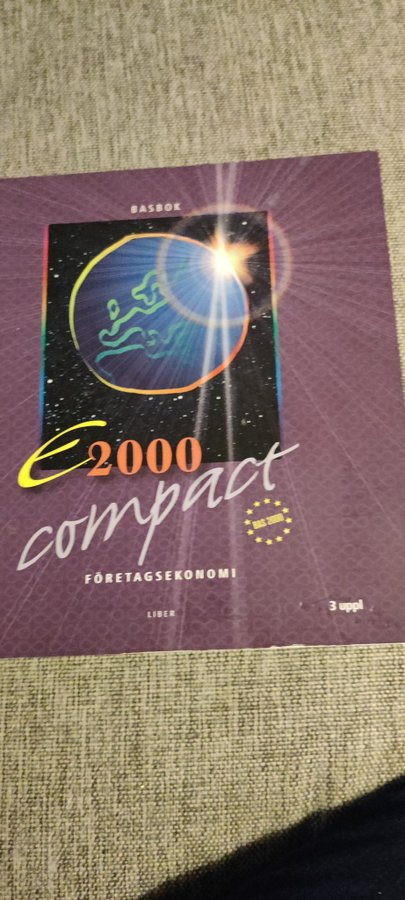 BASBOK
E2000
compact
BAS 2000
FÖRETAGSEKONOMI
LIBER
3 uppl